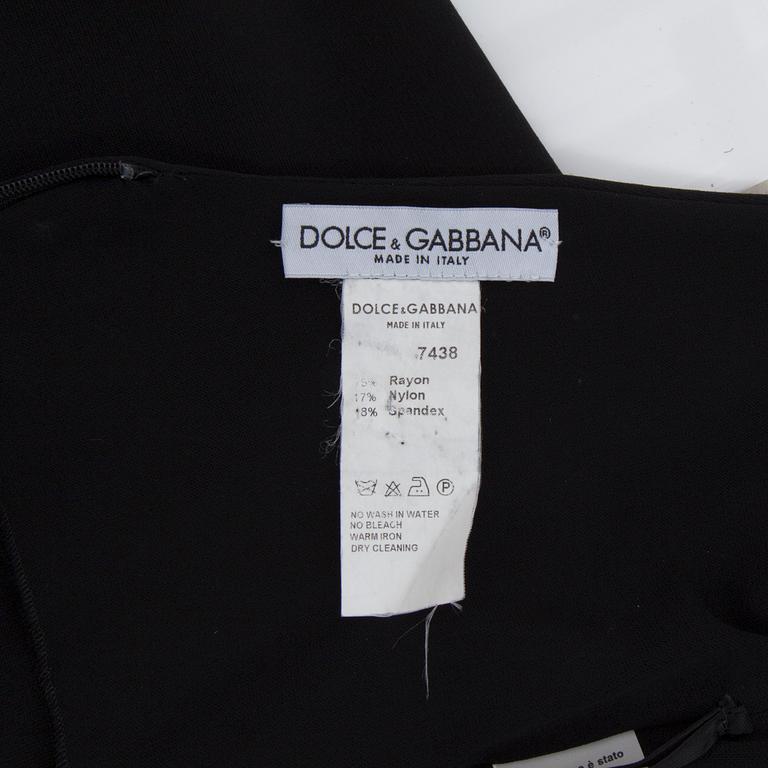 DOLCE & GABBANA®
MADE IN ITALY
DOLCE & GABBANA
MADE IN ITALY
7438
Rayon
17% Nylon
18% Spandex
P
NO WASH IN WATER
NO BLEACH
WARM IRON
DRY CLEANING
è stato